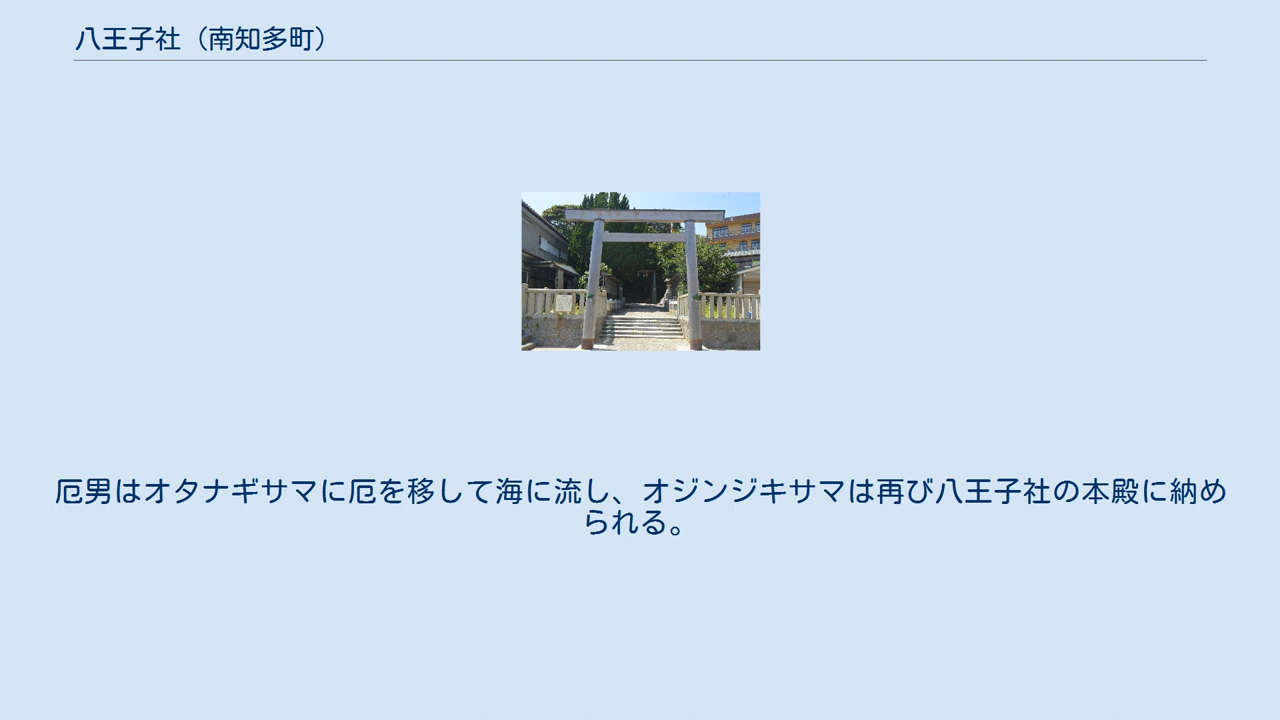 八王子社（南知多町）
厄男はオタナギサマに厄を移して海に流し、オジンジキサマは再び八王子社の本殿に納め
られる。